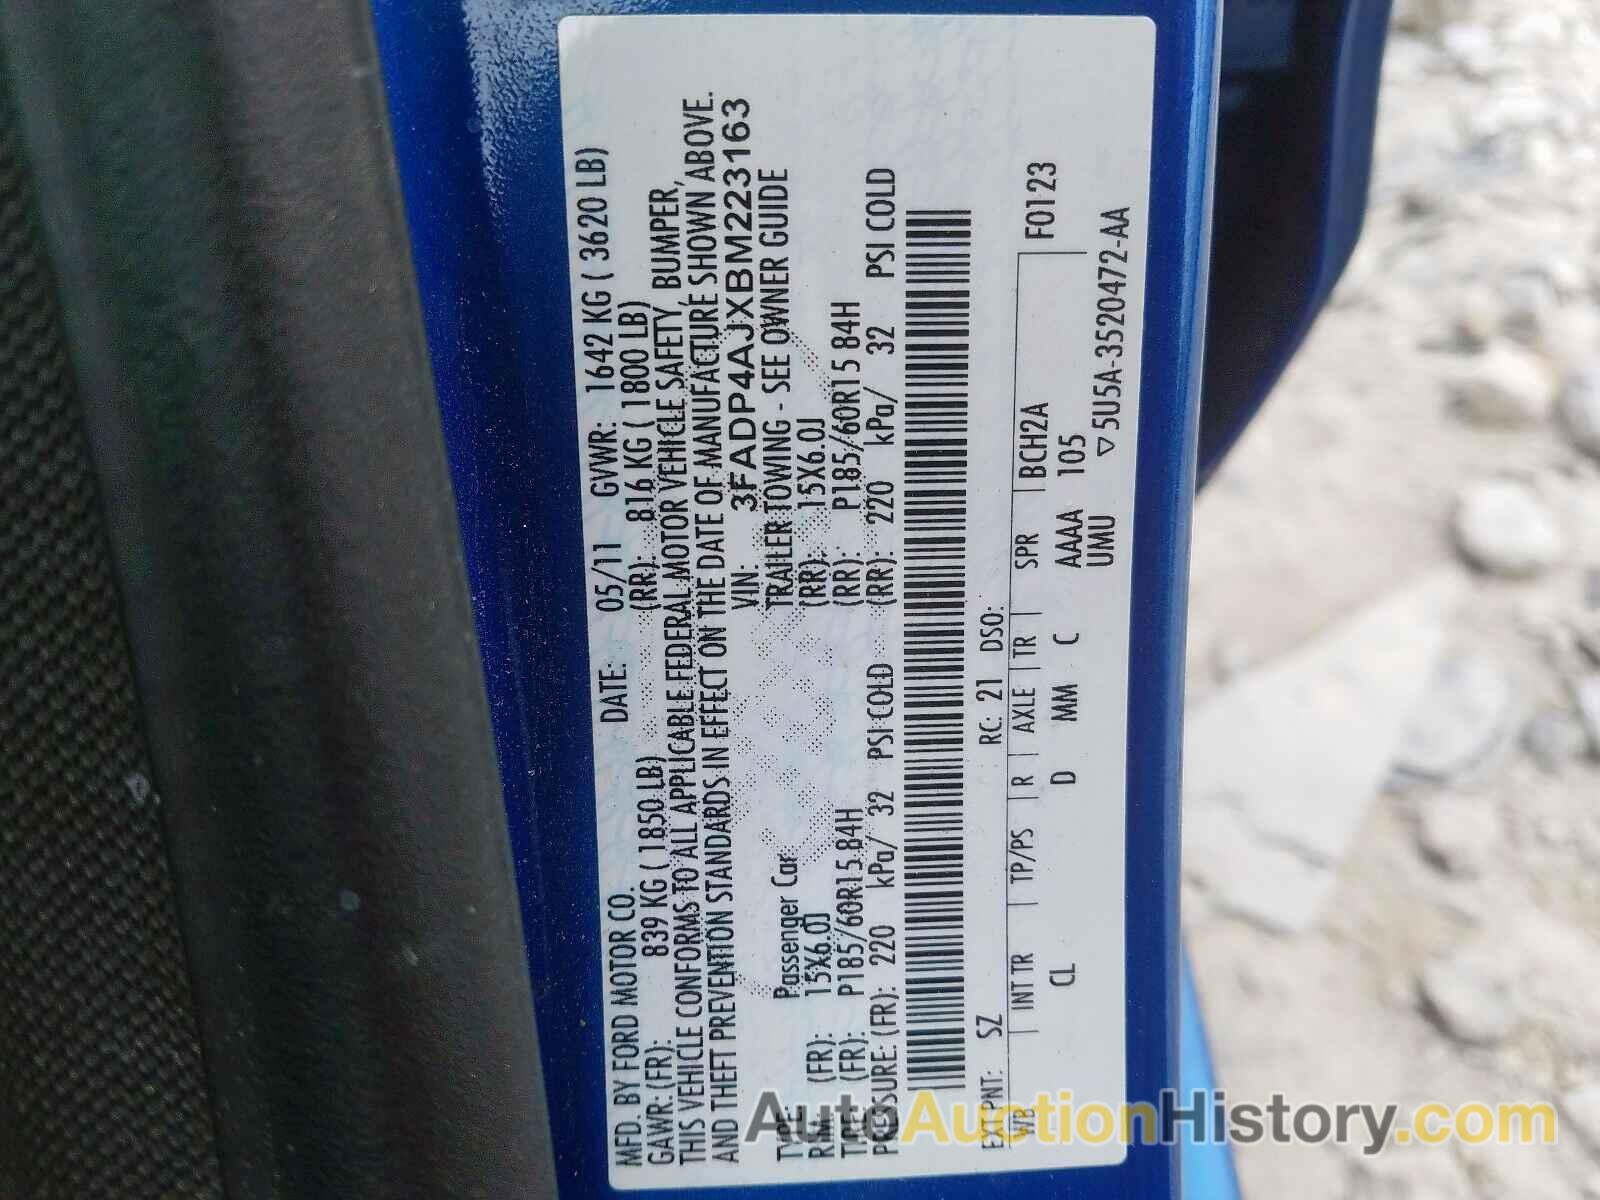 MFD. BY FORD MOTOR CO. DATE: 05/11 GVWR: 1642 KG ( 3620 LB)
GAWR: (FR): 839 KG ( 1850 LB) (RR): 816 KG ( 1800 LB)
THIS VEHICLE CONFORMS TO ALL APPLICABLE FEDERAL MOTOR VEHICLE SAFETY, BUMPER,
AND THEFT PREVENTION STANDARDS IN EFFECT ON THE DATE OF MANUFACTURE SHOWN ABOVE.
VIN: 3FADP4AJXBM223163
TYPE: Passenger Car TRAILER TOWING - SEE OWNER GUIDE
RIM: (FR): 15X6.0J (RR): 15X6.0J
TIRE: (FR): P185/60R15 84H (RR): P185/60R15 84H
PRESSURE: (FR): 220 kPa/ 32 PSI COLD (RR): 220 kPa/ 32 PSI COLD
EXT PNT: SZ RC: 21 DSO:
WB INT TR TP/PS R AXLE TR SPR BCH2A F0123
CL D MM C AAAA 105
UMU 5U5A-3520472-AA
AutoAuctionHistory.com